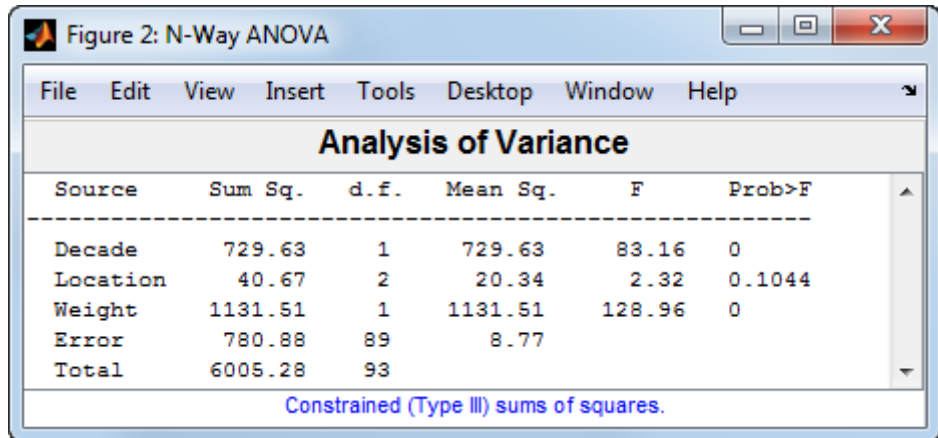 Figure 2: N-Way ANOVA
File Edit View Insert Tools Desktop Window Help
Analysis of Variance
Source Sum Sq. d.f. Mean Sq. F Prob>F
Decade 729.63 1 729.63 83.16 0
Location 40.67 2 20.34 2.32 0.1044
Weight 1131.51 1 1131.51 128.96 0
Error 780.88 89 8.77
Total 6005.28 93
Constrained (Type III) sums of squares.